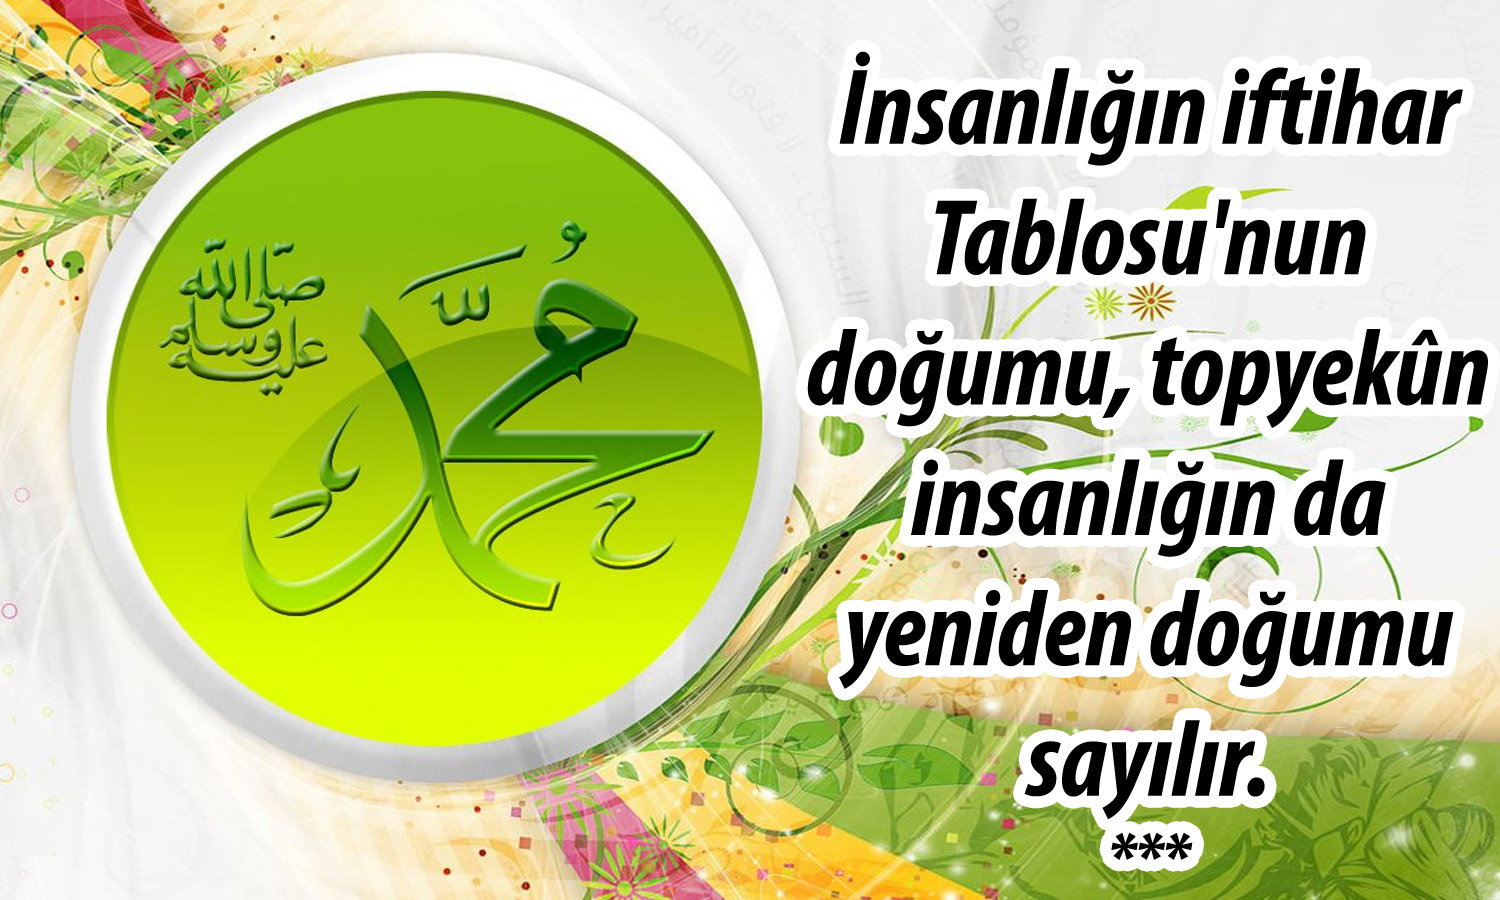 محمد
صلى الله
عليه وسلم
İnsanlığın iftihar
Tablosu'nun
doğumu, topyekûn
insanlığın da
yeniden doğumu
sayılır.
***